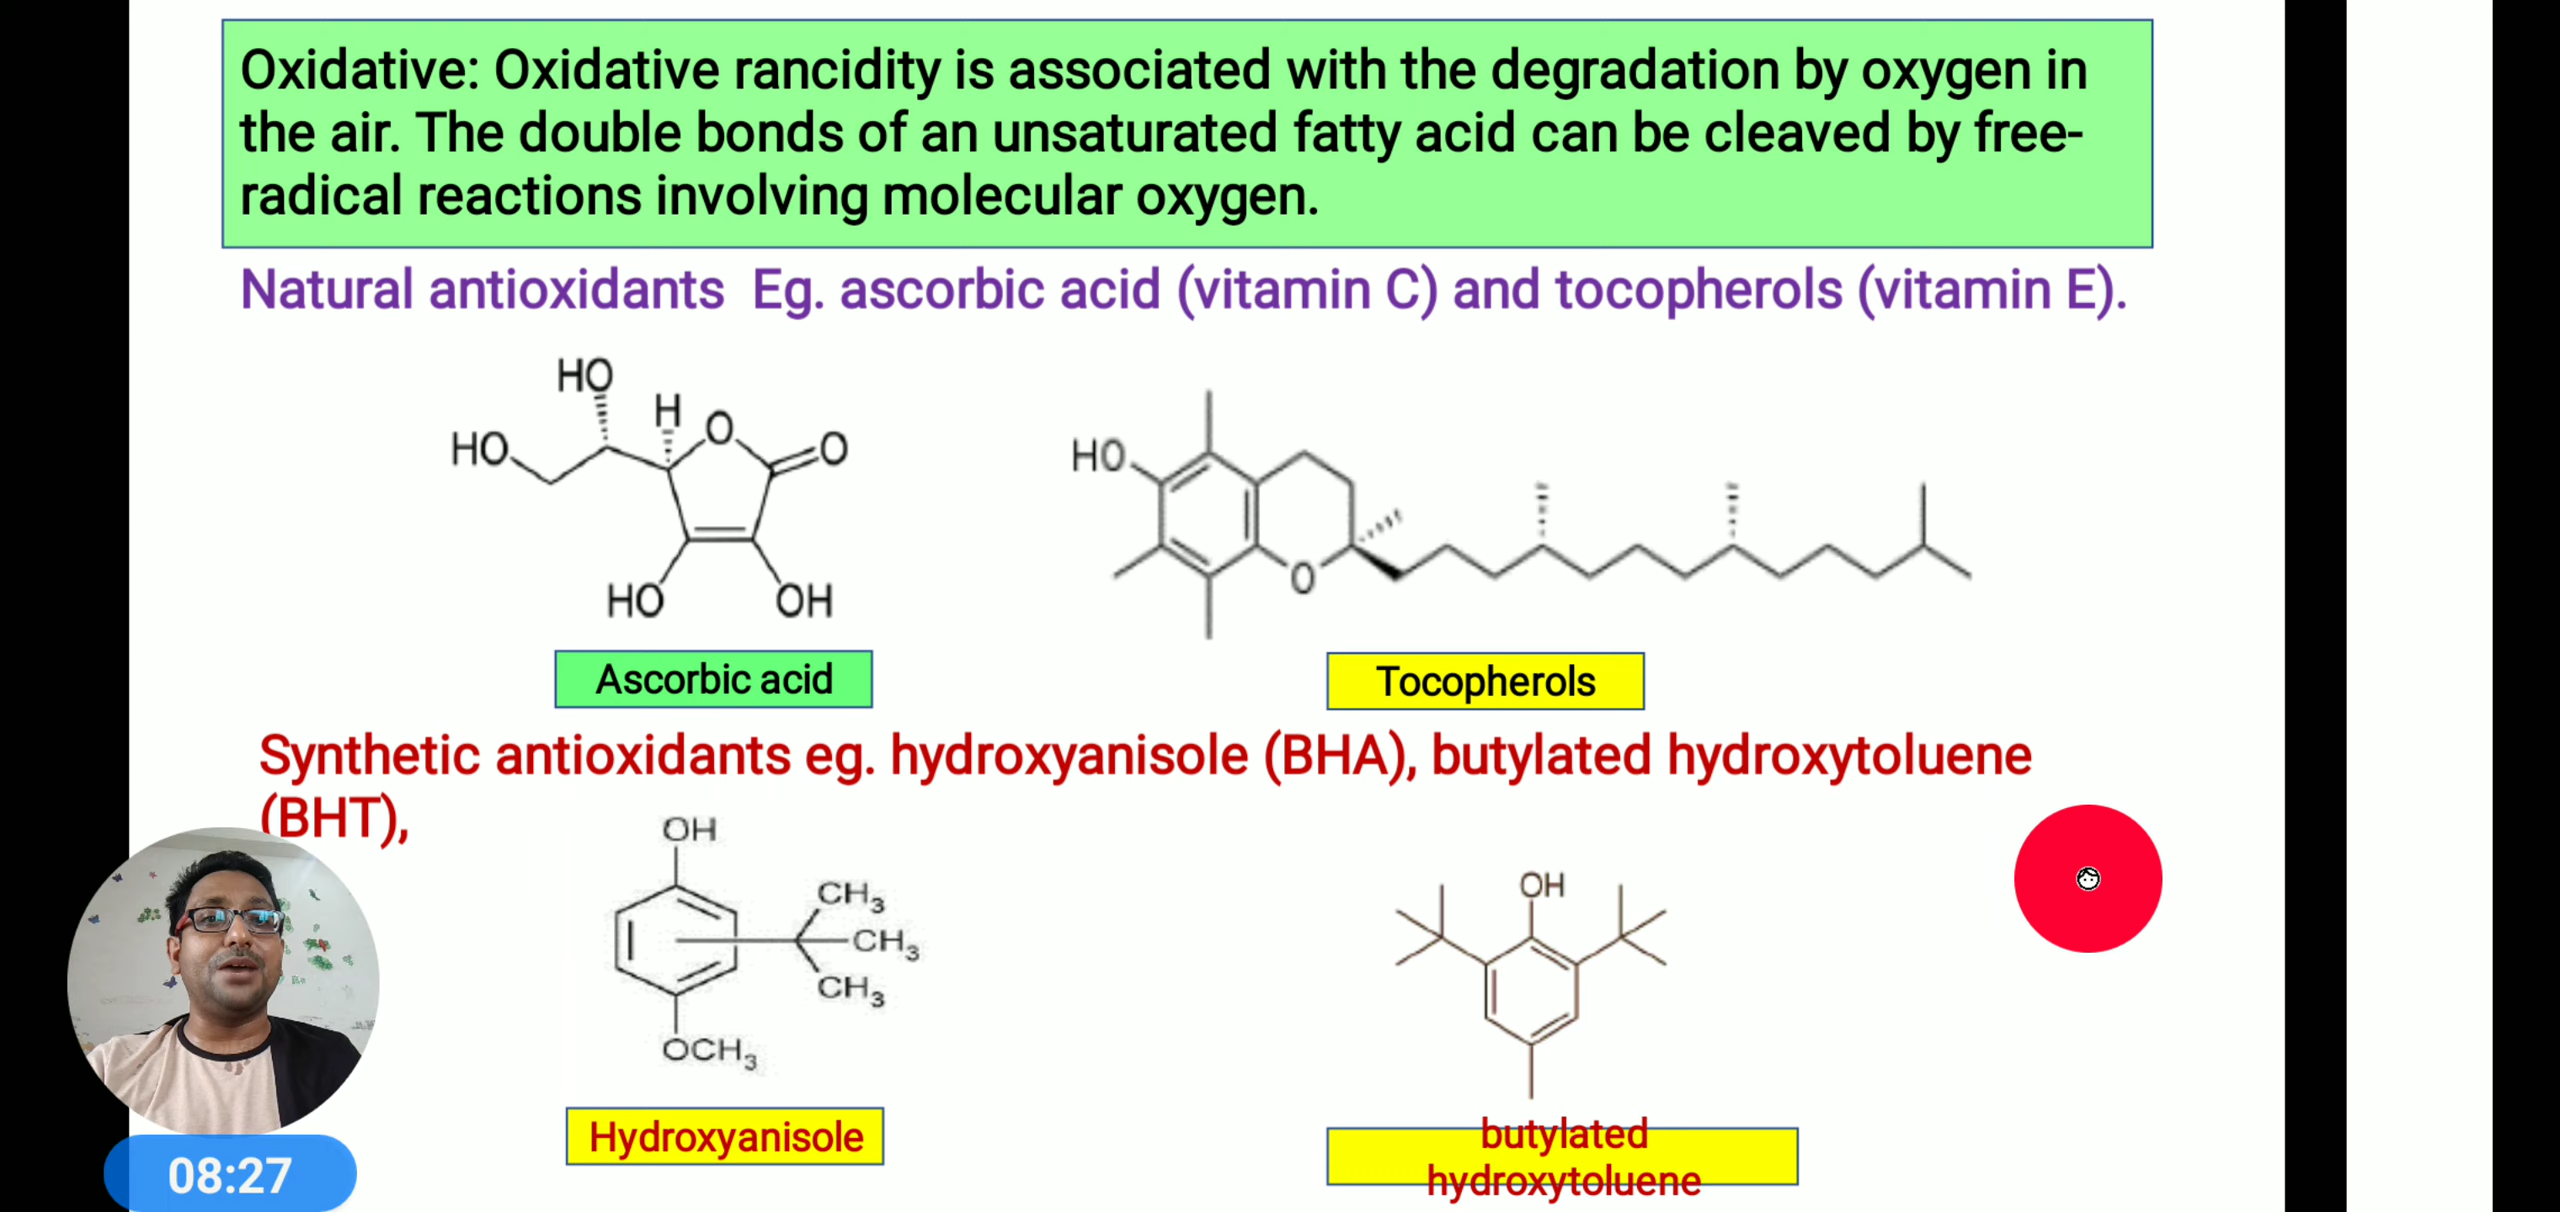 Oxidative: Oxidative rancidity is associated with the degradation by oxygen in
the air. The double bonds of an unsaturated fatty acid can be cleaved by free-
radical reactions involving molecular oxygen.
Natural antioxidants Eg. ascorbic acid (vitamin C) and tocopherols (vitamin E).
HO
H
HO
O
O
HO
OH
HO
O
Ascorbic acid
Tocopherols
Synthetic antioxidants eg. hydroxyanisole (BHA), butylated hydroxytoluene
(BHT),
OH
CH3
CH3
CH3
OCH3
OH
Hydroxyanisole
butylated
hydroxytoluene
08:27